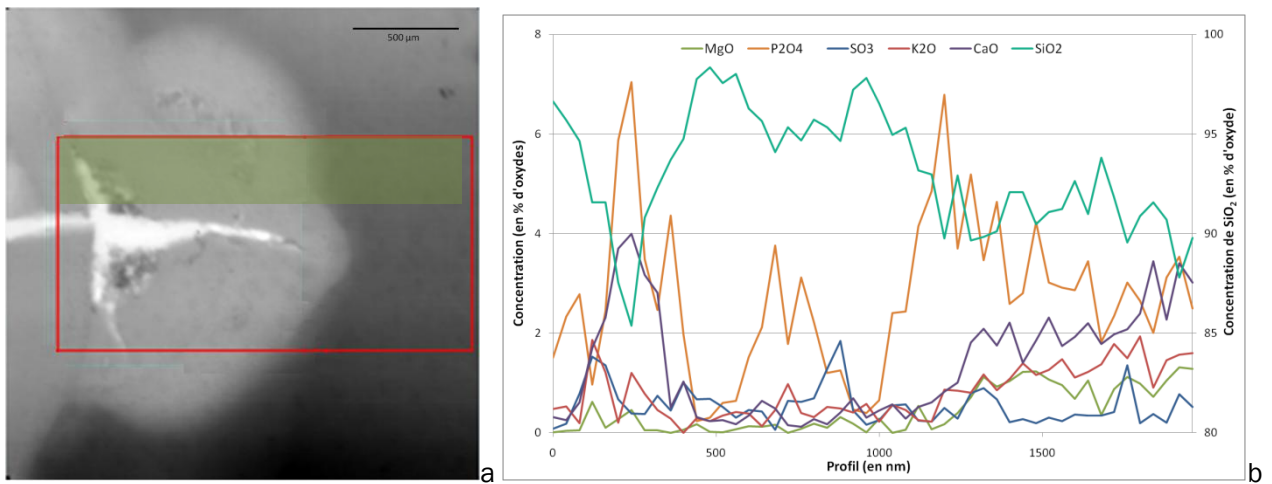 500 µm
a
8
6
4
2
0
Concentration (en % d'oxydes)
MgO P2O4 SO3 K2O CaO SiO2
100
95
90
85
80
Concentration de SiO₂ (en % d'oxyde)
0 500 1000 1500
Profil (en nm)
b